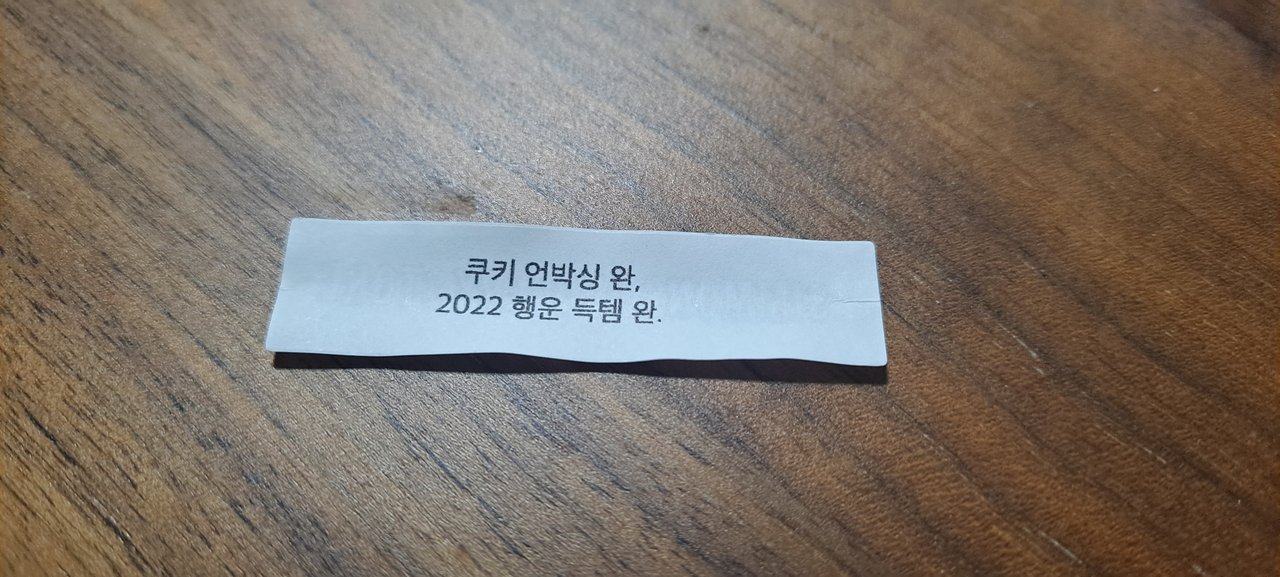 쿠키 언박싱 완,
2022 행운 득템 완.